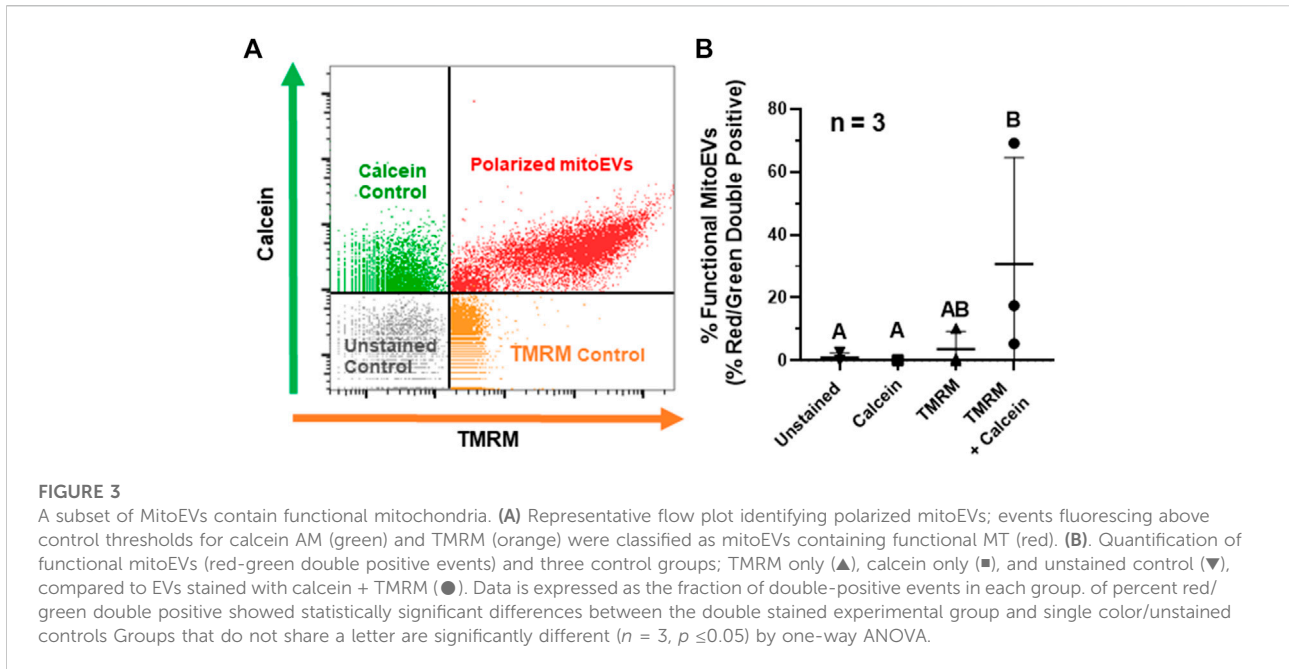 A
Calcein
Calcein
Control
Polarized mitoEVs
Unstained
Control
TMRM Control
TMRM
B
% Functional MitoEVs
(% Red/Green Double Positive)
80
60
40
20
0
n = 3
A
A
AB
B
Unstained
Calcein
TMRM
TMRM
+ Calcein
FIGURE 3
A subset of MitoEVs contain functional mitochondria. (A) Representative flow plot identifying polarized mitoEVs; events fluorescing above
control thresholds for calcein AM (green) and TMRM (orange) were classified as mitoEVs containing functional MT (red). (B). Quantification of
functional mitoEVs (red-green double positive events) and three control groups; TMRM only (▲), calcein only (■), and unstained control (▼),
compared to EVs stained with calcein + TMRM (●). Data is expressed as the fraction of double-positive events in each group. of percent red/
green double positive showed statistically significant differences between the double stained experimental group and single color/unstained
controls Groups that do not share a letter are significantly different (n = 3, p ≤0.05) by one-way ANOVA.